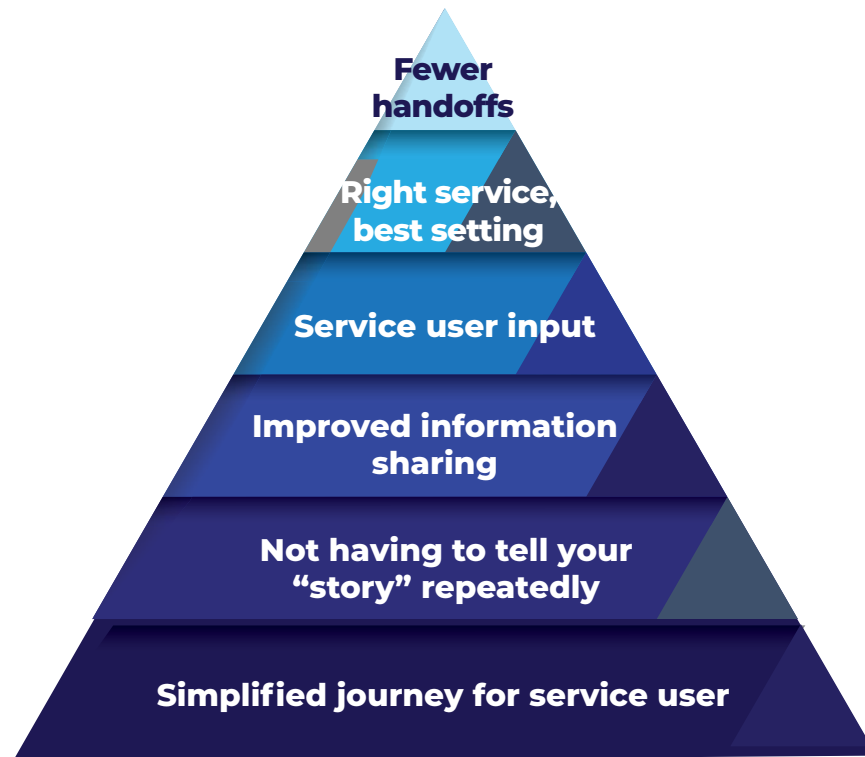 Fewer
handoffs
Right service,
best setting
Service user input
Improved information
sharing
Not having to tell your
“story” repeatedly
Simplified journey for service user